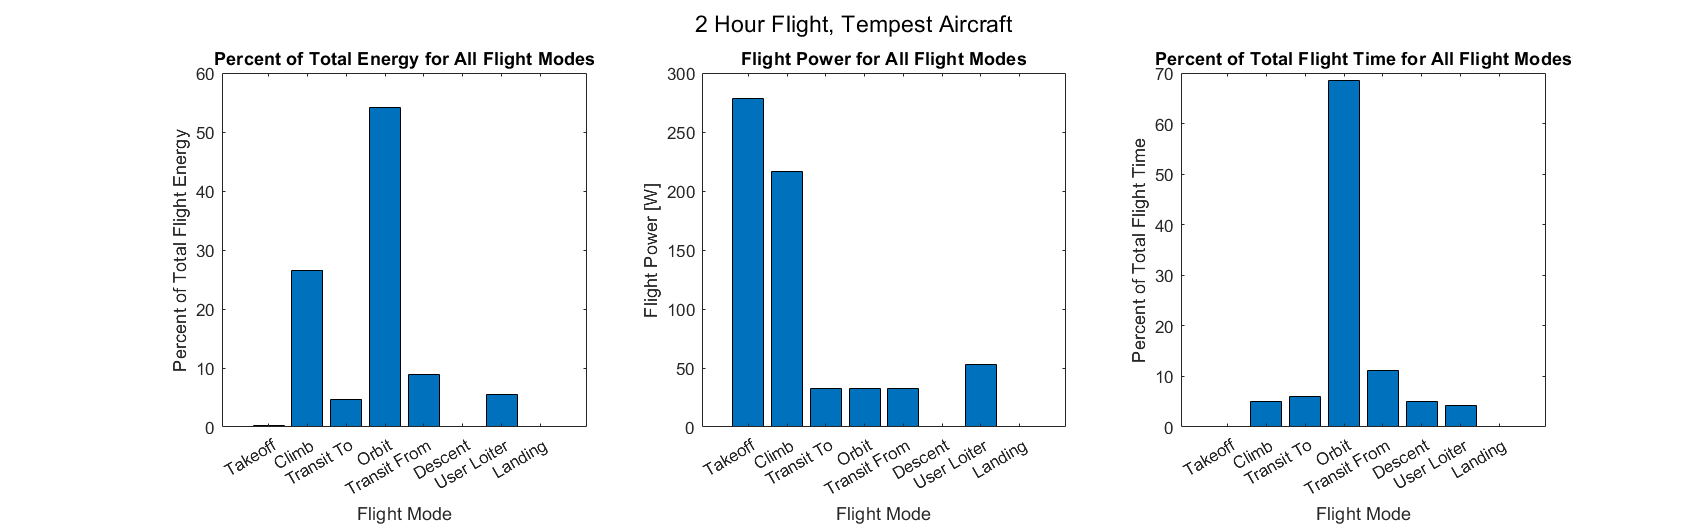 2 Hour Flight, Tempest Aircraft
Percent of Total Energy for All Flight Modes
Percent of Total Flight Energy
60
50
40
30
20
10
0
Takeoff
Climb
Transit To
Orbit
Transit From
Descent
User Loiter
Landing
Flight Mode
Flight Power for All Flight Modes
Flight Power [W]
300
250
200
150
100
50
0
Takeoff
Climb
Transit To
Orbit
Transit From
Descent
User Loiter
Landing
Flight Mode
Percent of Total Flight Time for All Flight Modes
Percent of Total Flight Time
70
60
50
40
30
20
10
0
Takeoff
Climb
Transit To
Orbit
Transit From
Descent
User Loiter
Landing
Flight Mode